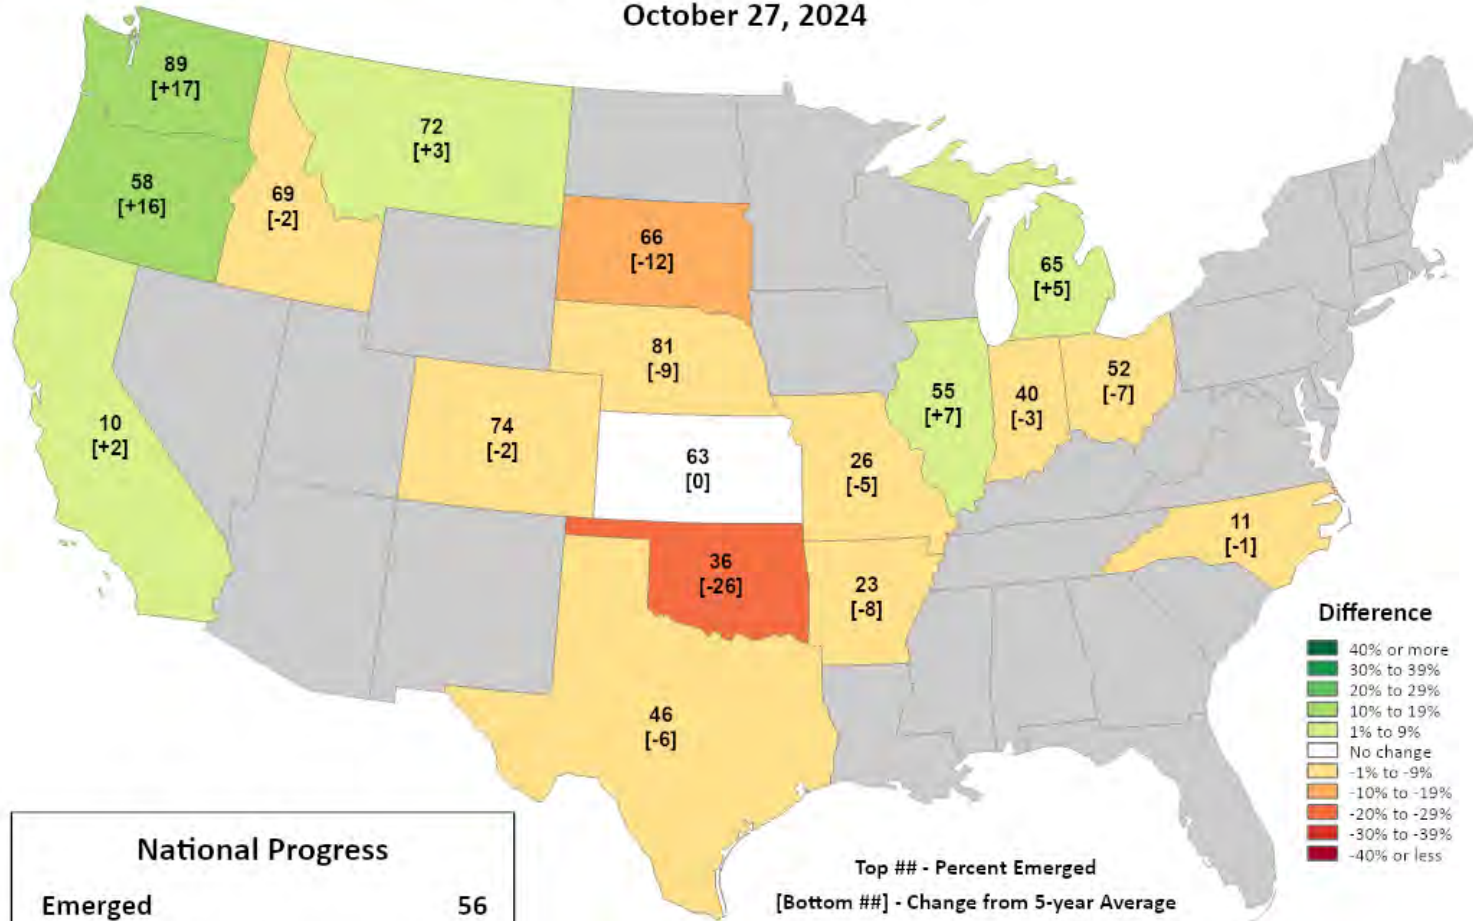 October 27, 2024
89
[+17]
72
[+3]
58
[+16]
69
[-2]
66
[-12]
65
[+5]
81
[-9]
52
[-7]
55
[+7]
40
[-3]
10
[+2]
74
[-2]
63
[0]
26
[-5]
11
[-1]
36
[-26]
23
[-8]
46
[-6]
Difference
40% or more
30% to 39%
20% to 29%
10% to 19%
1% to 9%
No change
-1% to -9%
-10% to -19%
-20% to -29%
-30% to -39%
-40% or less
National Progress
Emerged 56
Top ## - Percent Emerged
[Bottom ##] - Change from 5-year Average